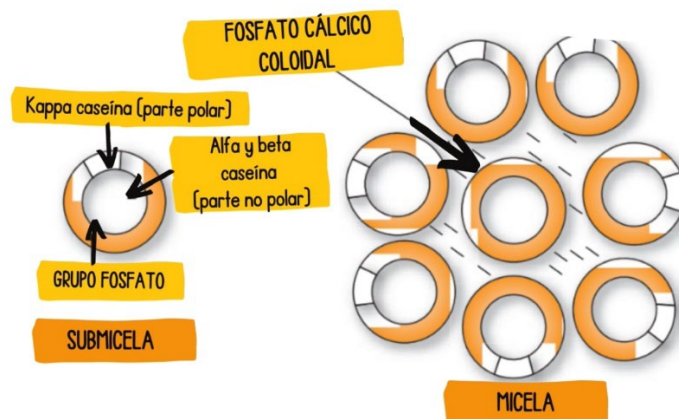 FOSFATO CÁLCICO
COLOIDAL
Kappa caseína (parte polar)
Alfa y beta
caseína
(parte no polar)
GRUPO FOSFATO
SUBMICELA
MICELA